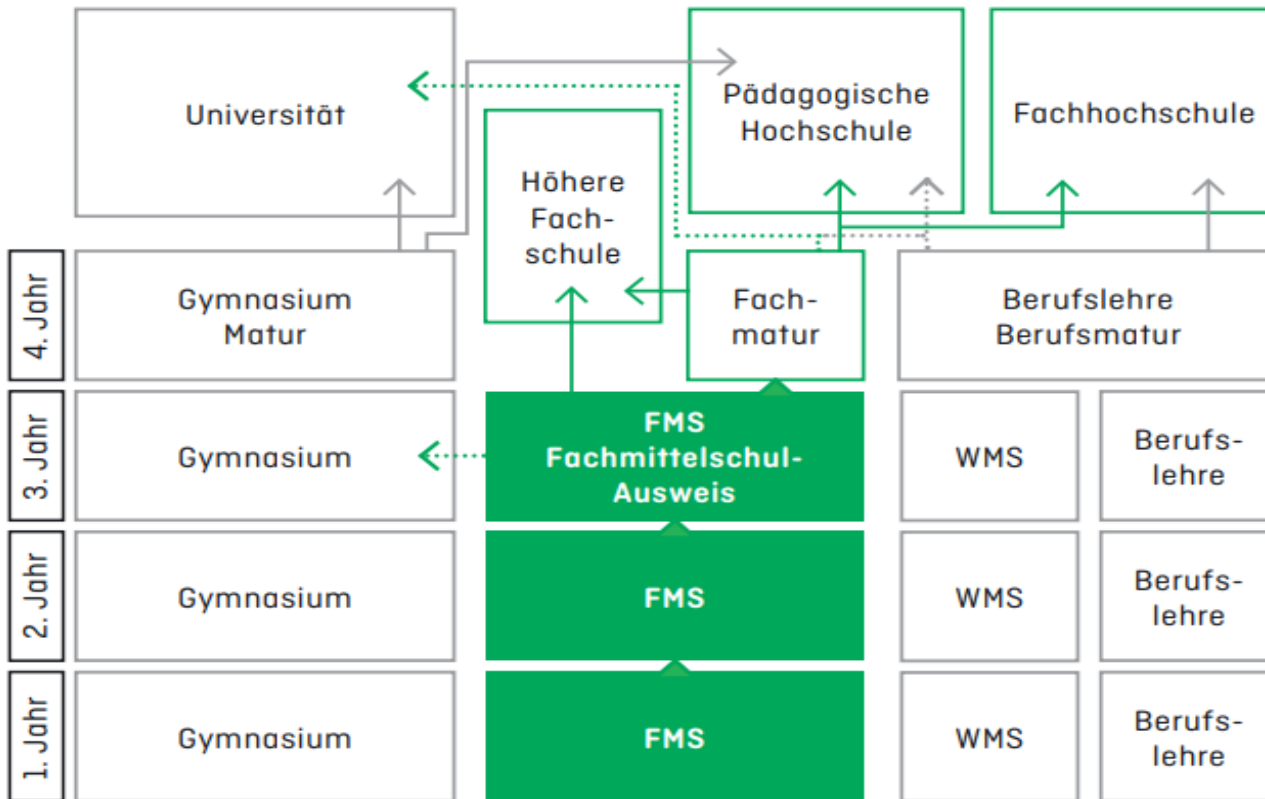 Universität
Pädagogische
Hochschule
Fachhochschule
Höhere
Fach-
schule
4. Jahr
Gymnasium
Matur
Fach-
matur
Berufslehre
Berufsmatur
3. Jahr
Gymnasium
FMS
Fachmittelschul-
Ausweis
WMS
Berufs-
lehre
2. Jahr
Gymnasium
FMS
WMS
Berufs-
lehre
1. Jahr
Gymnasium
FMS
WMS
Berufs-
lehre